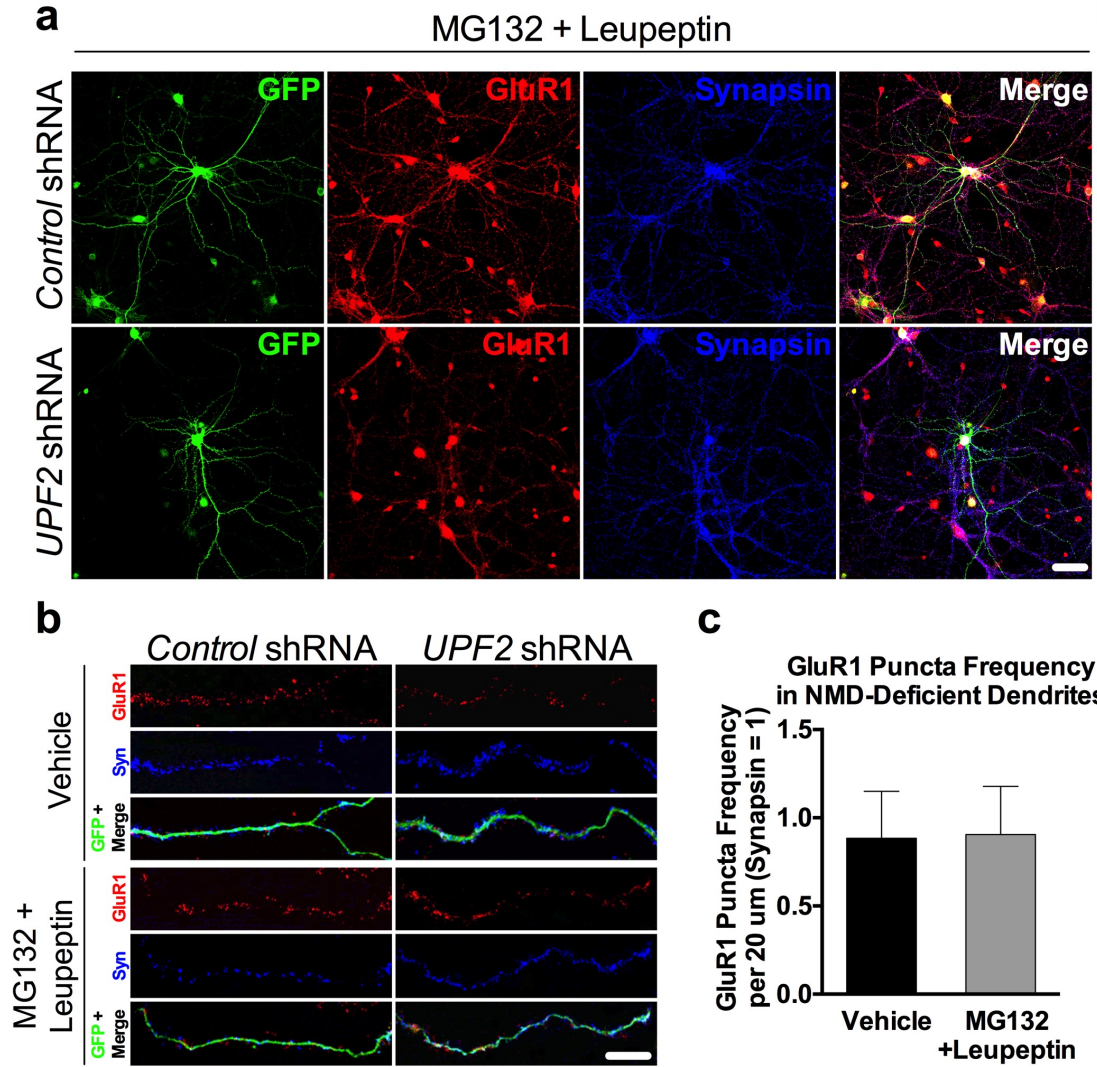 a
MG132 + Leupeptin
Control shRNA
GFP
GluR1
Synapsin
Merge
UPF2 shRNA
GFP
GluR1
Synapsin
Merge
b
Control shRNA
UPF2 shRNA
Vehicle
GluR1
Syn
GFP +
Merge
MG132 +
Leupeptin
GluR1
Syn
GFP +
Merge
c
GluR1 Puncta Frequency
in NMD-Deficient Dendrites
GluR1 Puncta Frequency
per 20 um (Synapsin = 1)
1.5
1.0
0.5
0.0
Vehicle
MG132
+Leupeptin